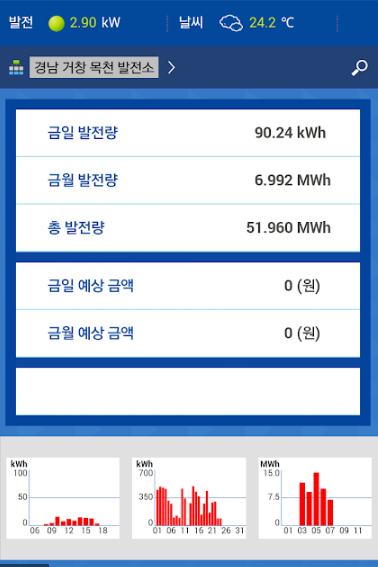 발전 2.90 kW 날씨 24.2 ℃
경남 거창 목천 발전소
금일 발전량 90.24 kWh
금월 발전량 6.992 MWh
총 발전량 51.960 MWh
금일 예상 금액 0 (원)
금월 예상 금액 0 (원)
kWh kWh MWh
100 700 15.0
50 350 7.5
0 0 0
06 09 12 15 18 01 06 11 16 21 26 31 01 03 05 07 09 11